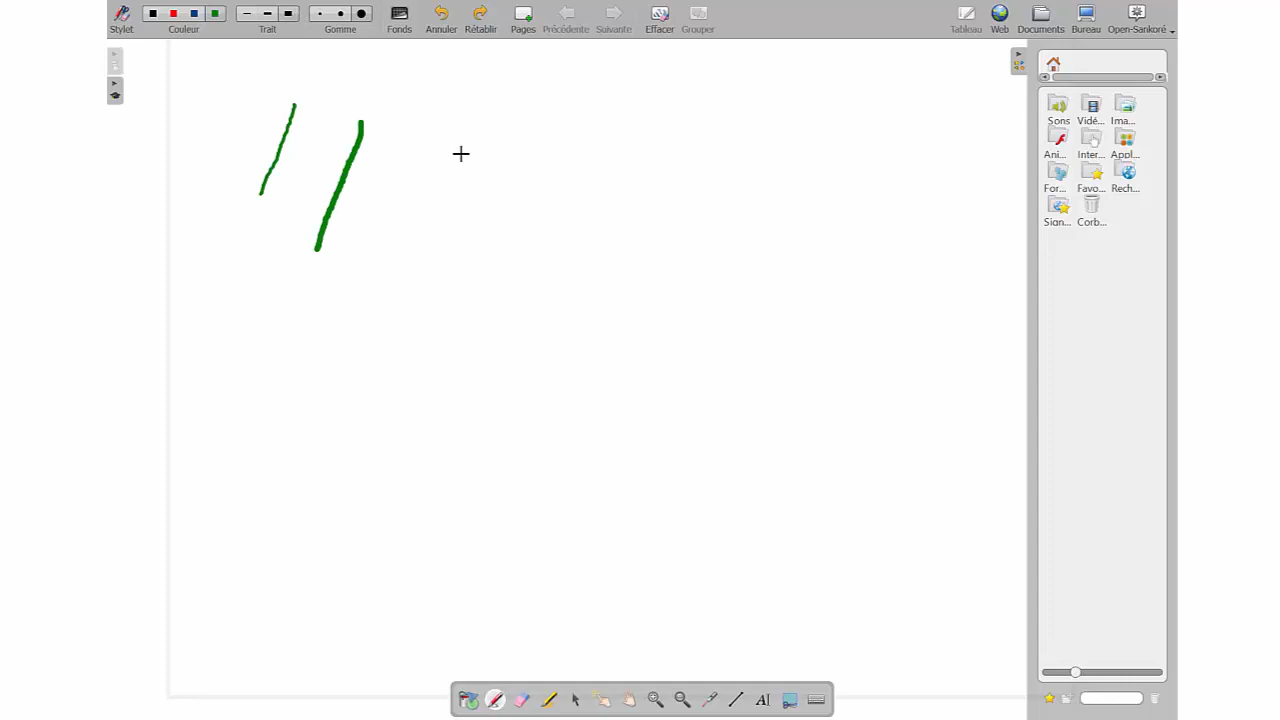 Stylet Couleur Trait Gomme Fonds Annuler Rétablir Pages Précédente Suivante Effacer Grouper Tableau Web Documents Bureau Open-Sankoré
Sons Vidé... Ima...
Ani... Inter... Appl...
For... Favo... Rech...
Sign... Corb...
A